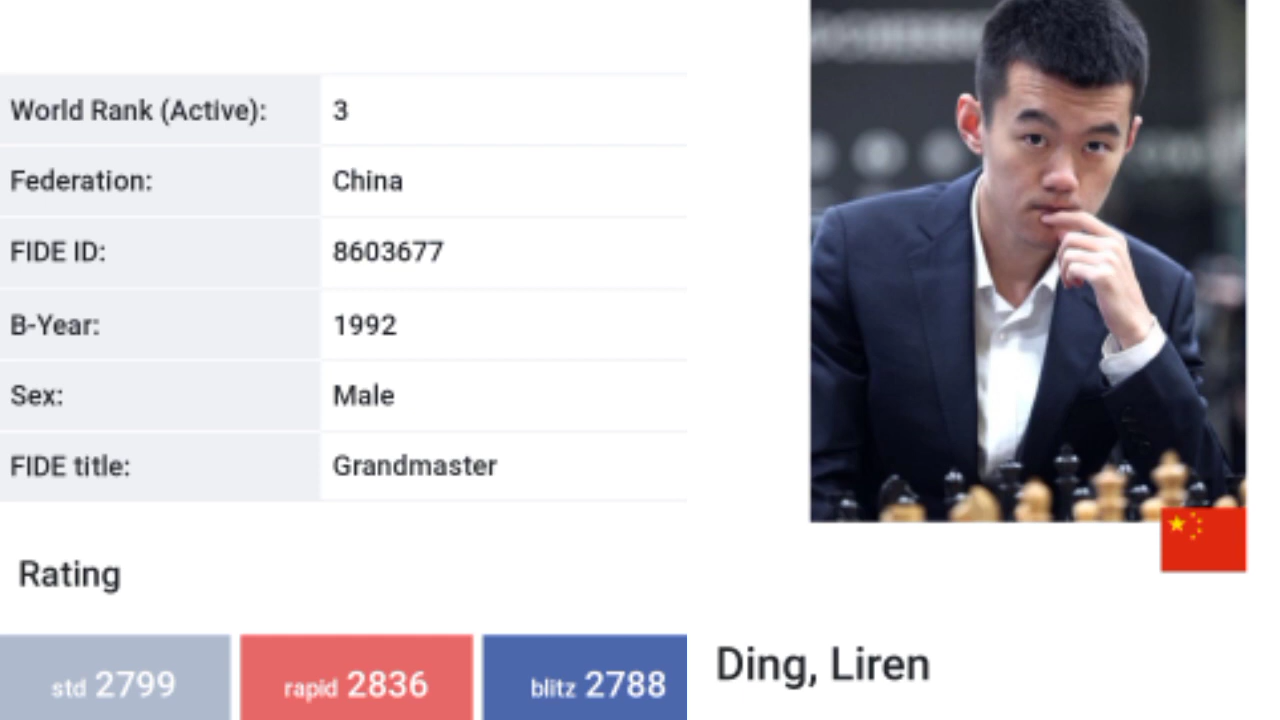 World Rank (Active): 3
Federation: China
FIDE ID: 8603677
B-Year: 1992
Sex: Male
FIDE title: Grandmaster
Rating
std 2799 rapid 2836 blitz 2788
Ding, Liren